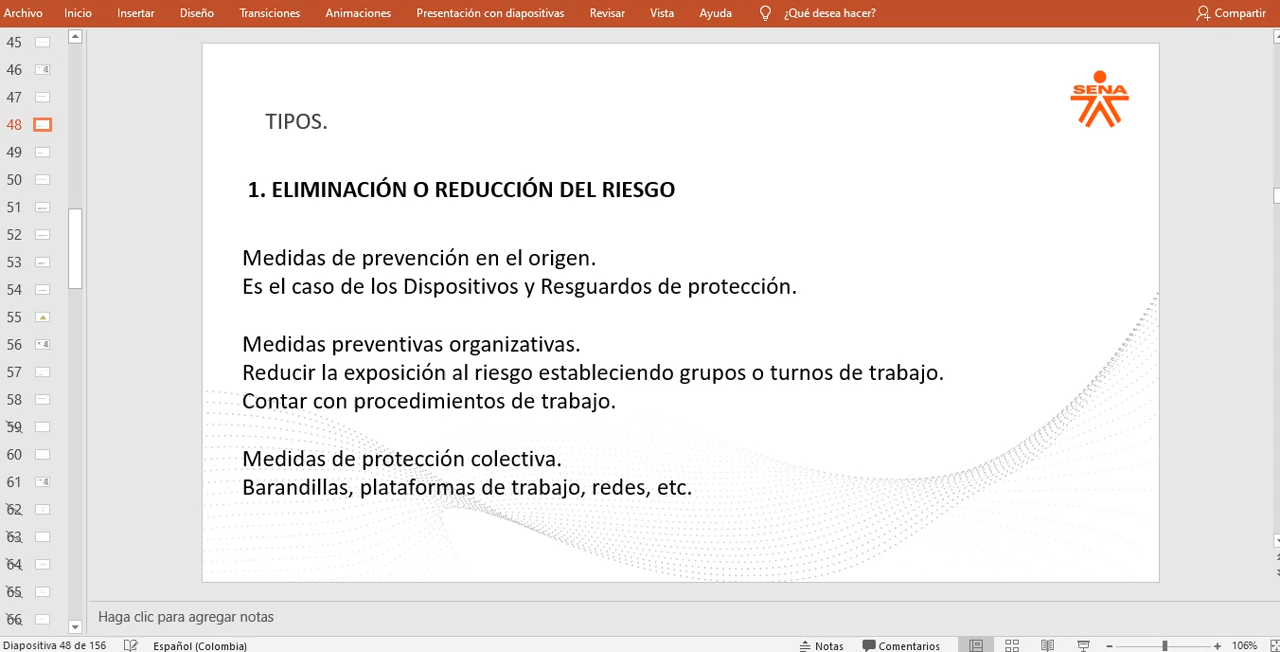 Archivo Inicio Insertar Diseño Transiciones Animaciones Presentación con diapositivas Revisar Vista Ayuda ¿Qué desea hacer? Compartir
45
46
47
48
49
50
51
52
53
54
55
56
57
58
59
60
61
62
63
64
65
66
SENA
TIPOS.
1. ELIMINACIÓN O REDUCCIÓN DEL RIESGO
Medidas de prevención en el origen.
Es el caso de los Dispositivos y Resguardos de protección.
Medidas preventivas organizativas.
Reducir la exposición al riesgo estableciendo grupos o turnos de trabajo.
Contar con procedimientos de trabajo.
Medidas de protección colectiva.
Barandillas, plataformas de trabajo, redes, etc.
Haga clic para agregar notas
Diapositiva 48 de 156 Español (Colombia) Notas Comentarios 106%